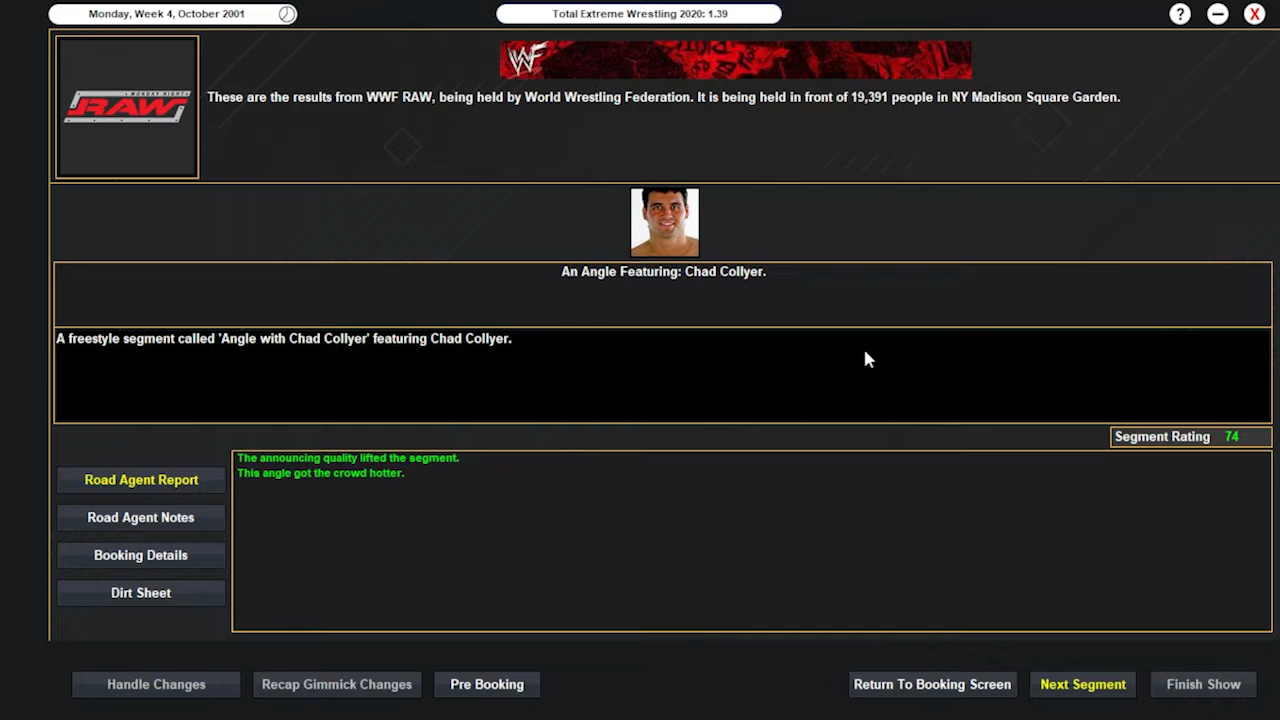 Monday, Week 4, October 2001
Total Extreme Wrestling 2020: 1.39
?
X
MONDAY NIGHT
RAW
These are the results from WWF RAW, being held by World Wrestling Federation. It is being held in front of 19,391 people in NY Madison Square Garden.
An Angle Featuring: Chad Collyer.
A freestyle segment called 'Angle with Chad Collyer' featuring Chad Collyer.
Segment Rating 74
The announcing quality lifted the segment.
This angle got the crowd hotter.
Road Agent Report
Road Agent Notes
Booking Details
Dirt Sheet
Handle Changes
Recap Gimmick Changes
Pre Booking
Return To Booking Screen
Next Segment
Finish Show